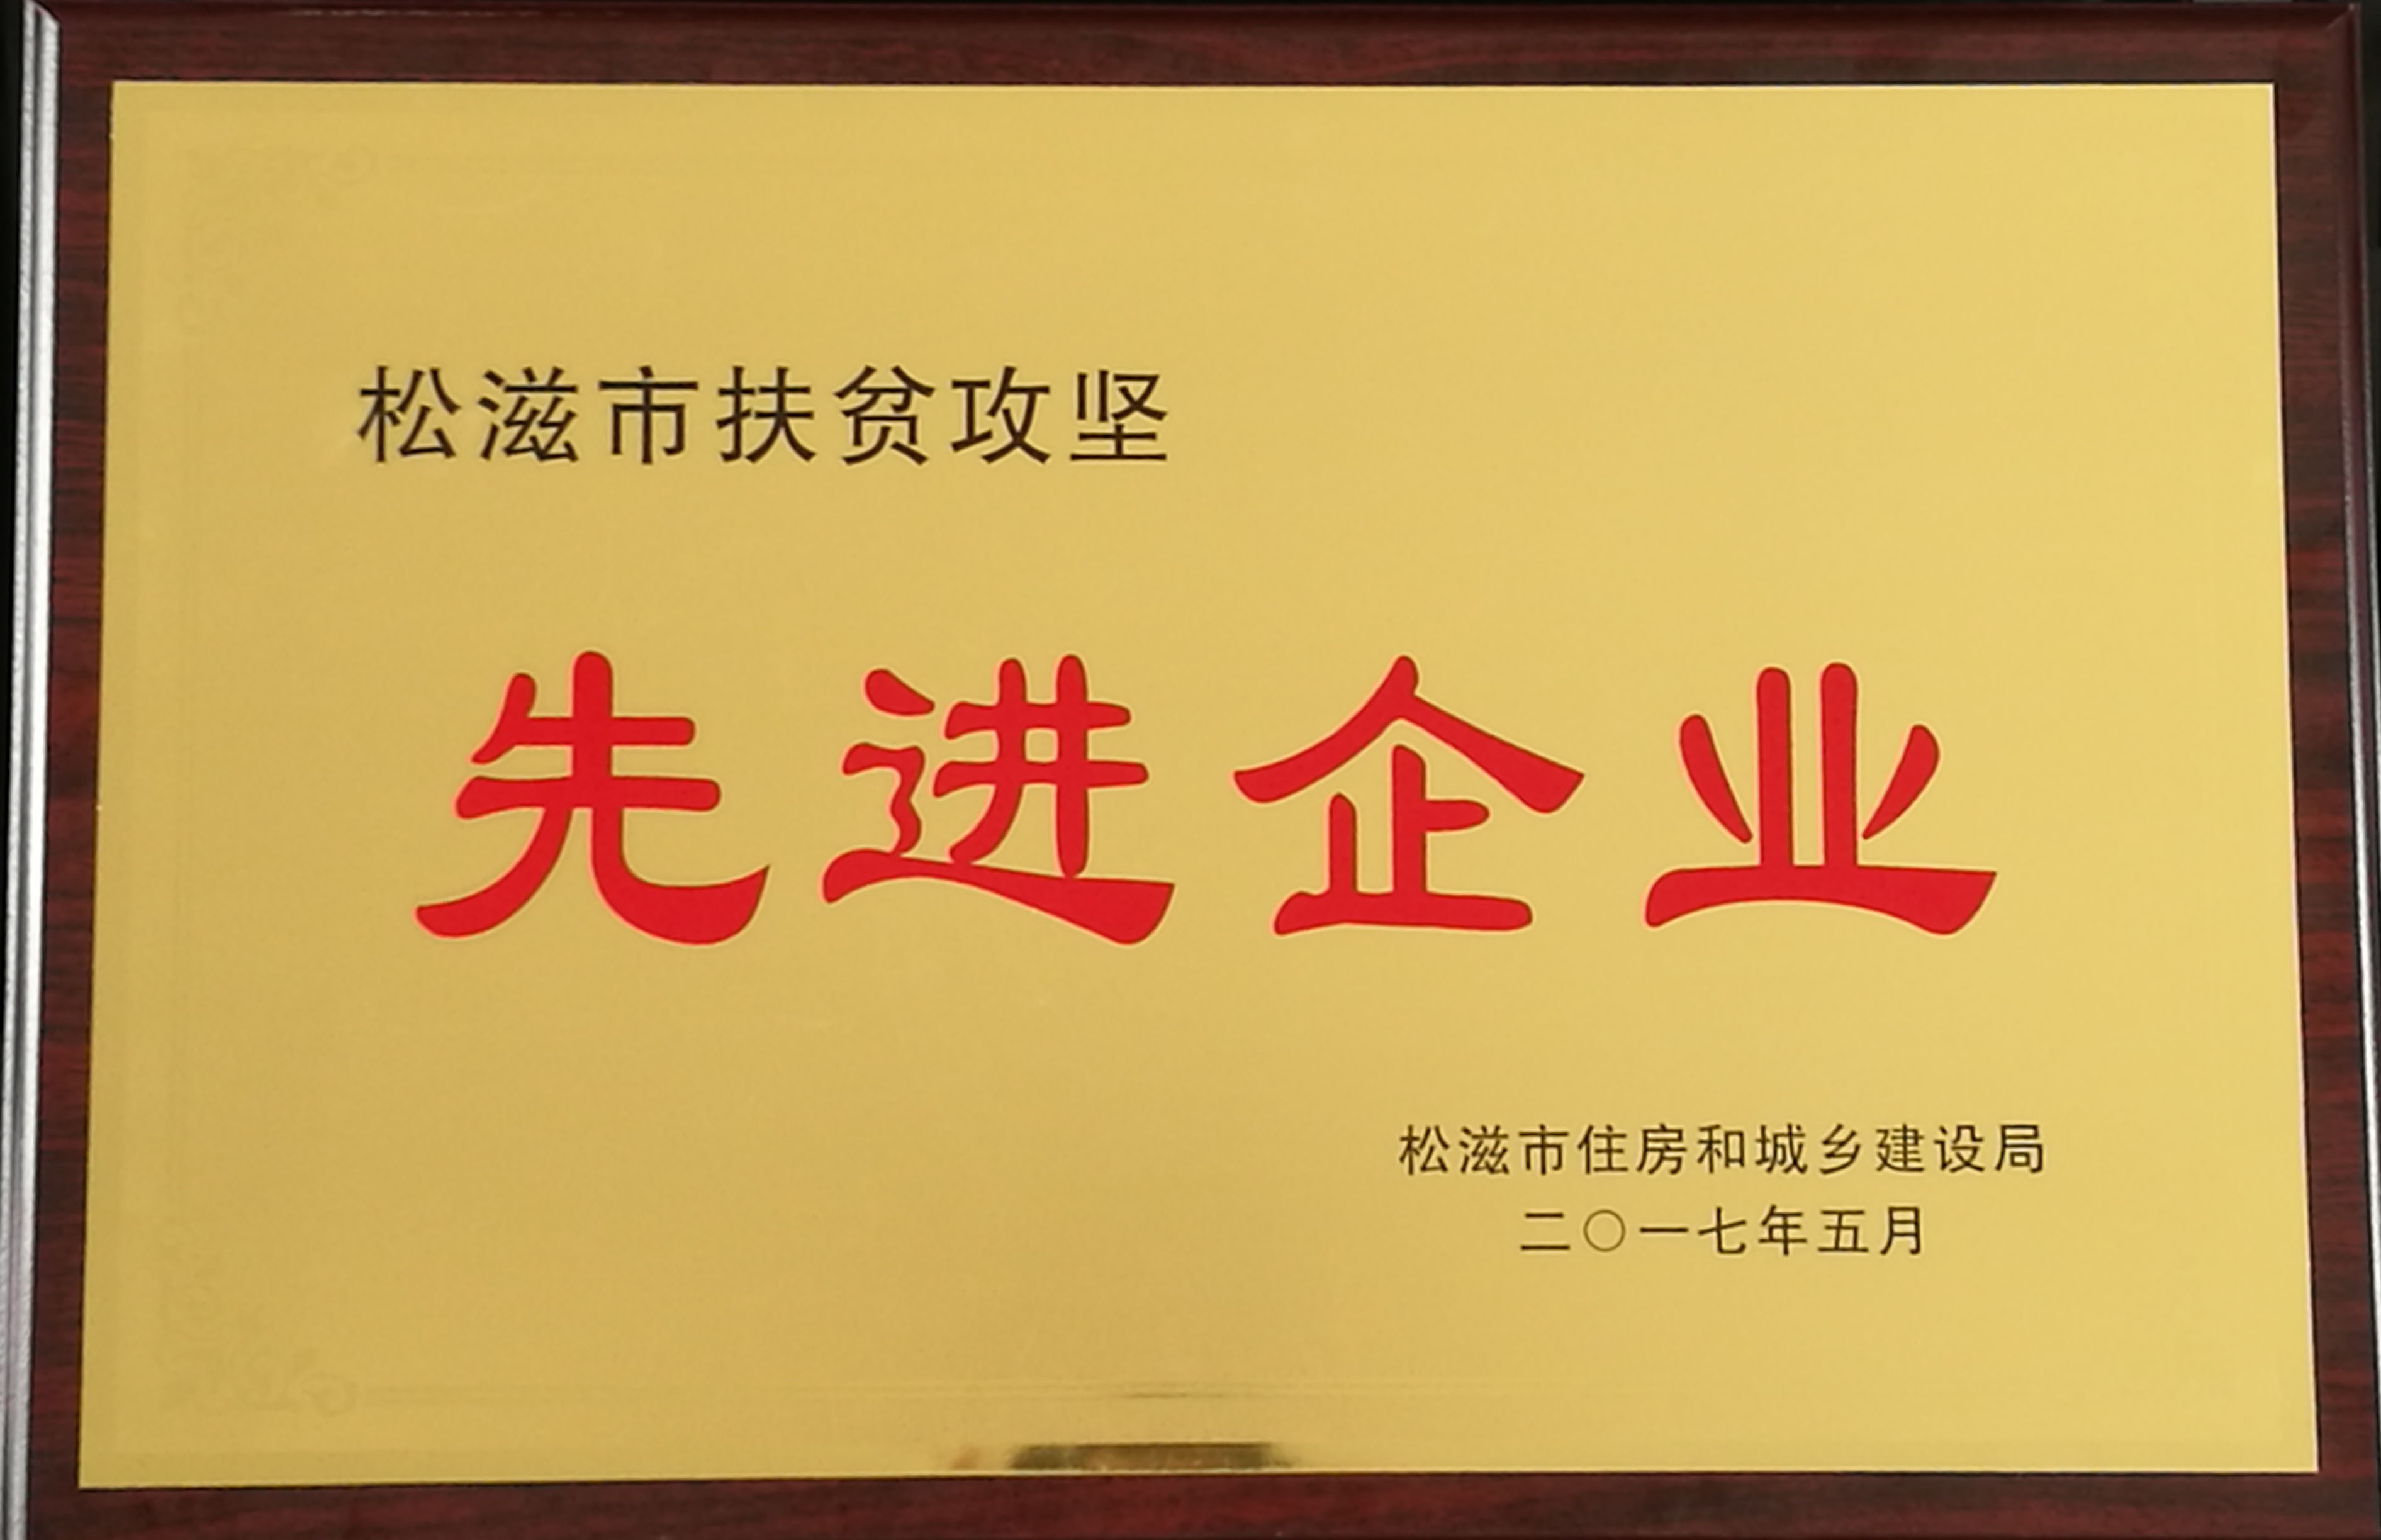 松滋市扶贫攻坚
先进企业
松滋市住房和城乡建设局
二〇一七年五月